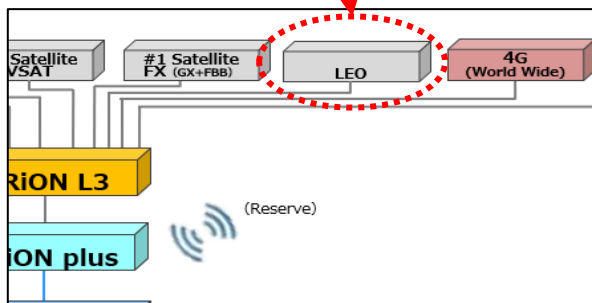 Satellite
VSAT
#1 Satellite
FX (GX+FBB)
LEO
4G
(World Wide)
RiON L3
(Reserve)
iON plus